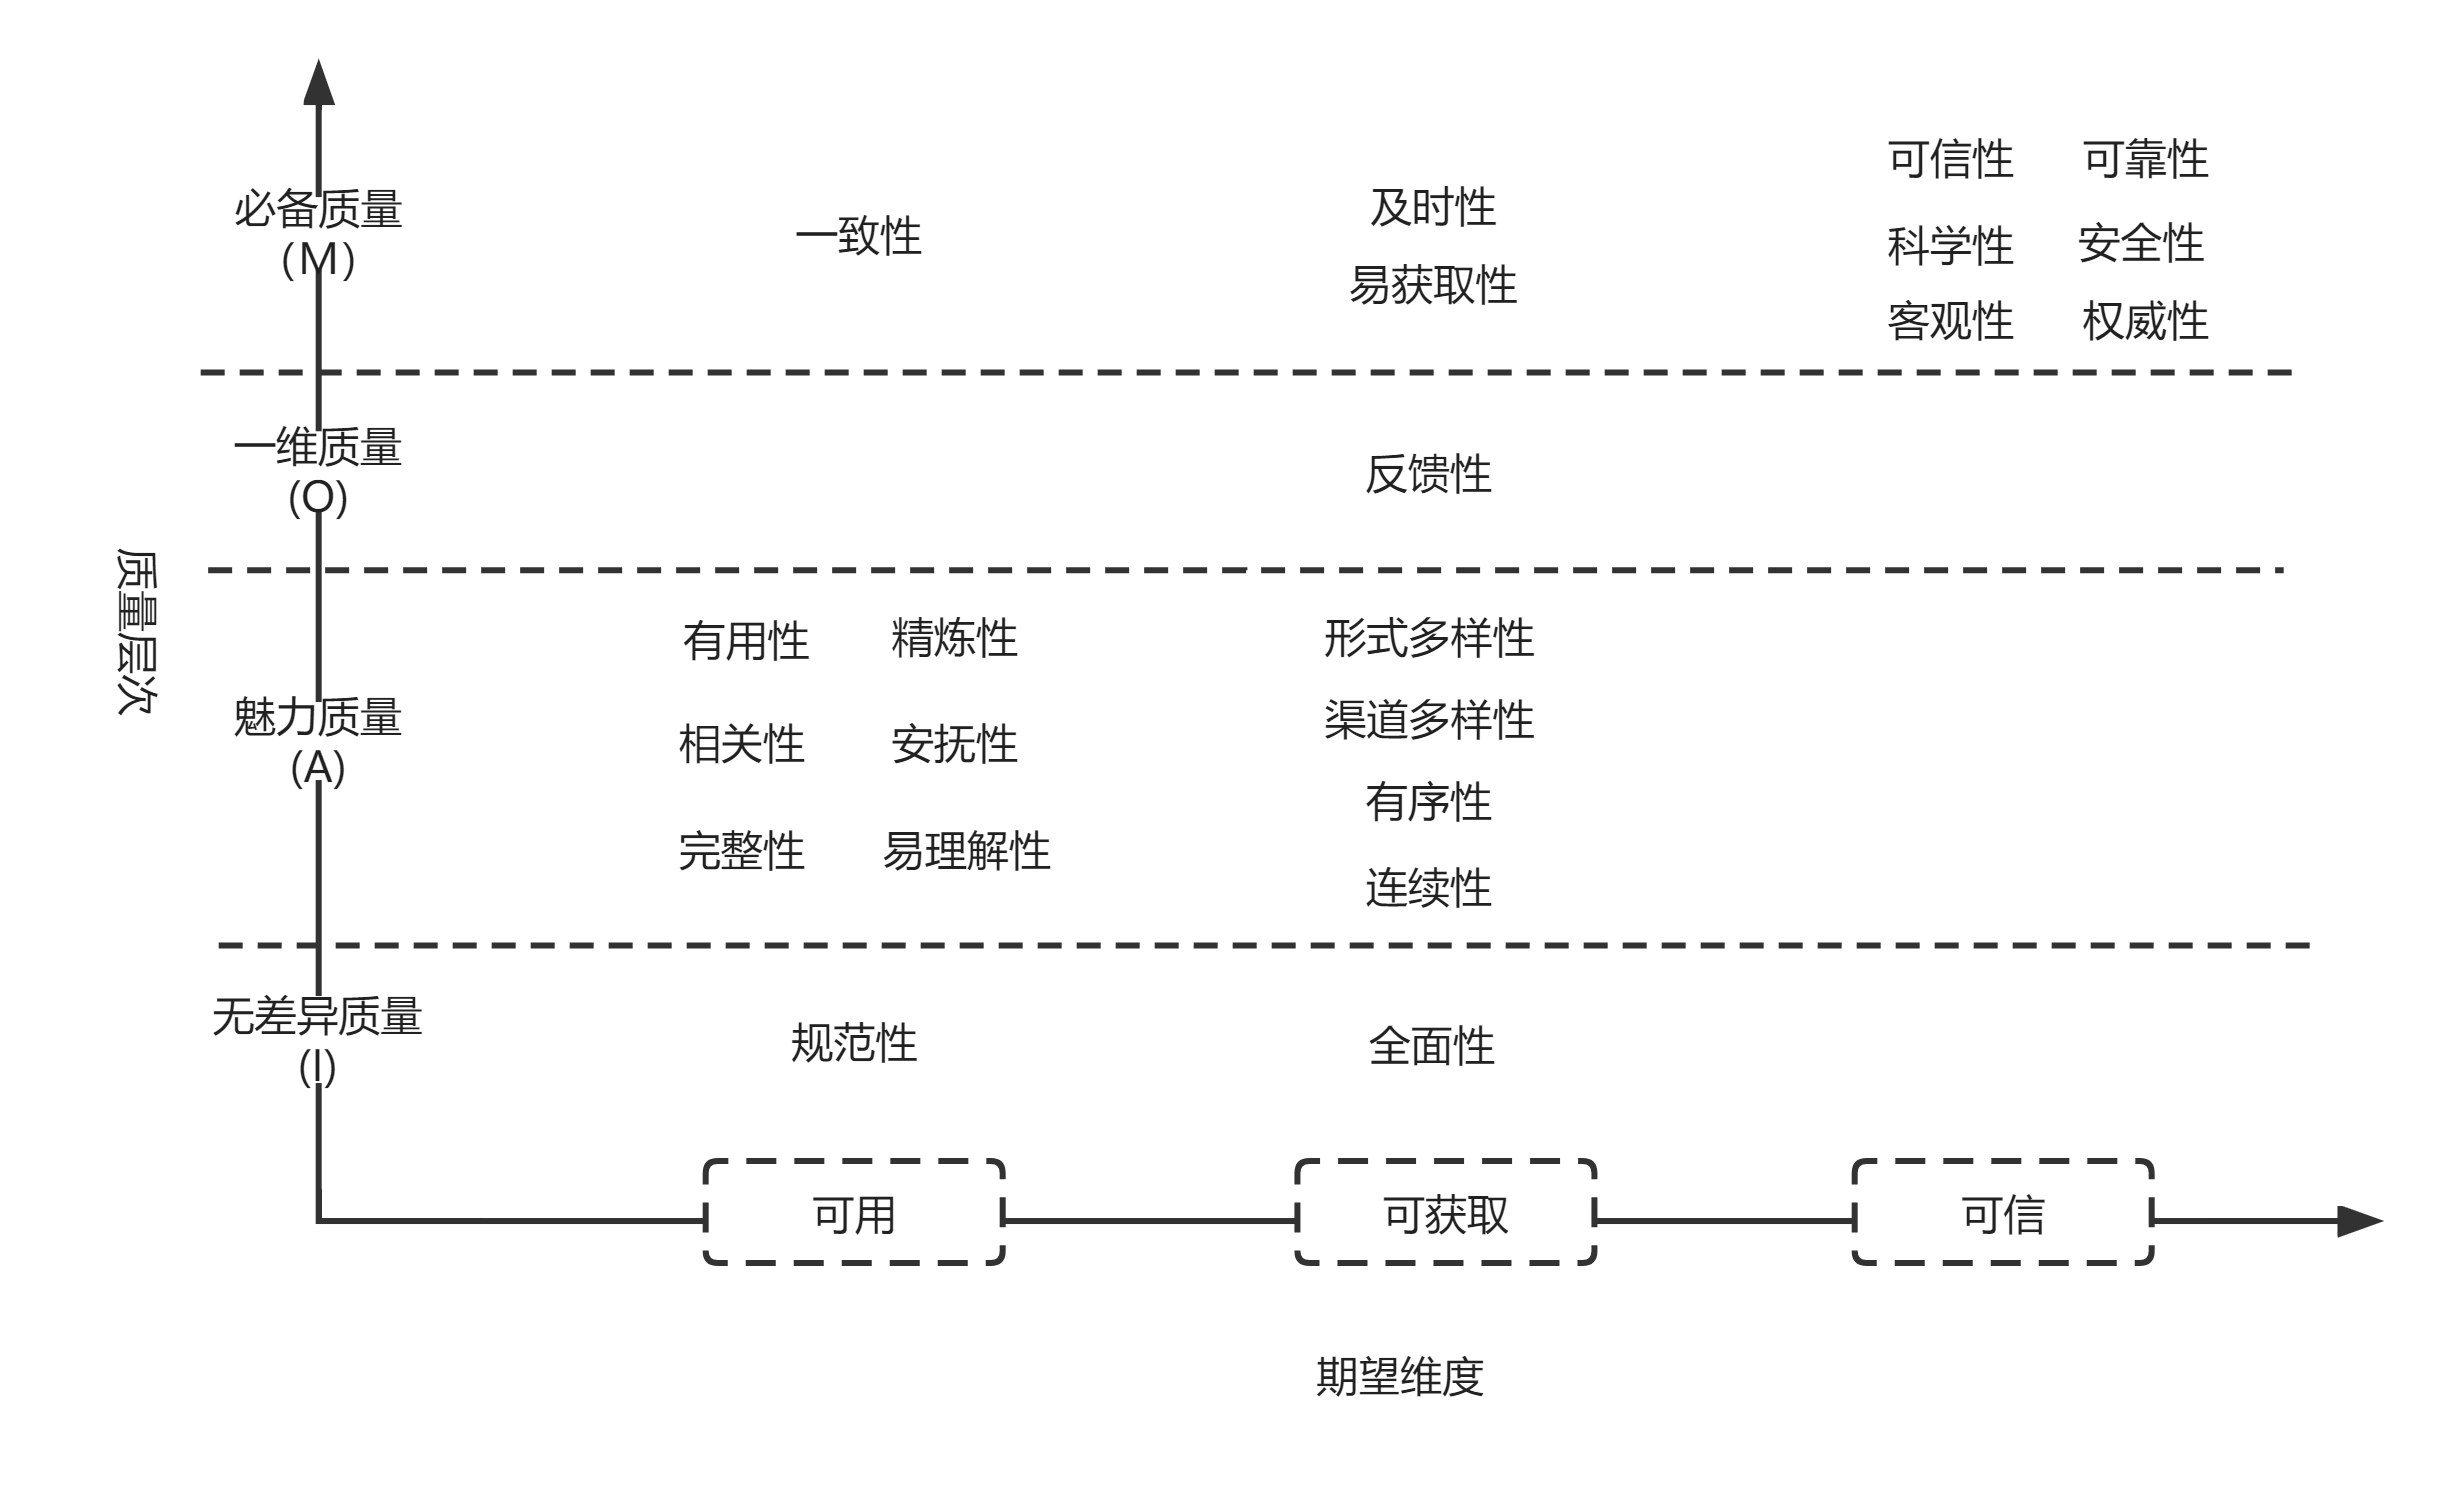 必备质量
(M)
一致性
及时性
易获取性
可信性
可靠性
科学性
安全性
客观性
权威性
一维质量
(O)
反馈性
质量层次
魅力质量
(A)
有用性
精炼性
相关性
安抚性
完整性
易理解性
形式多样性
渠道多样性
有序性
连续性
无差异质量
(I)
规范性
全面性
可用
可获取
可信
期望维度